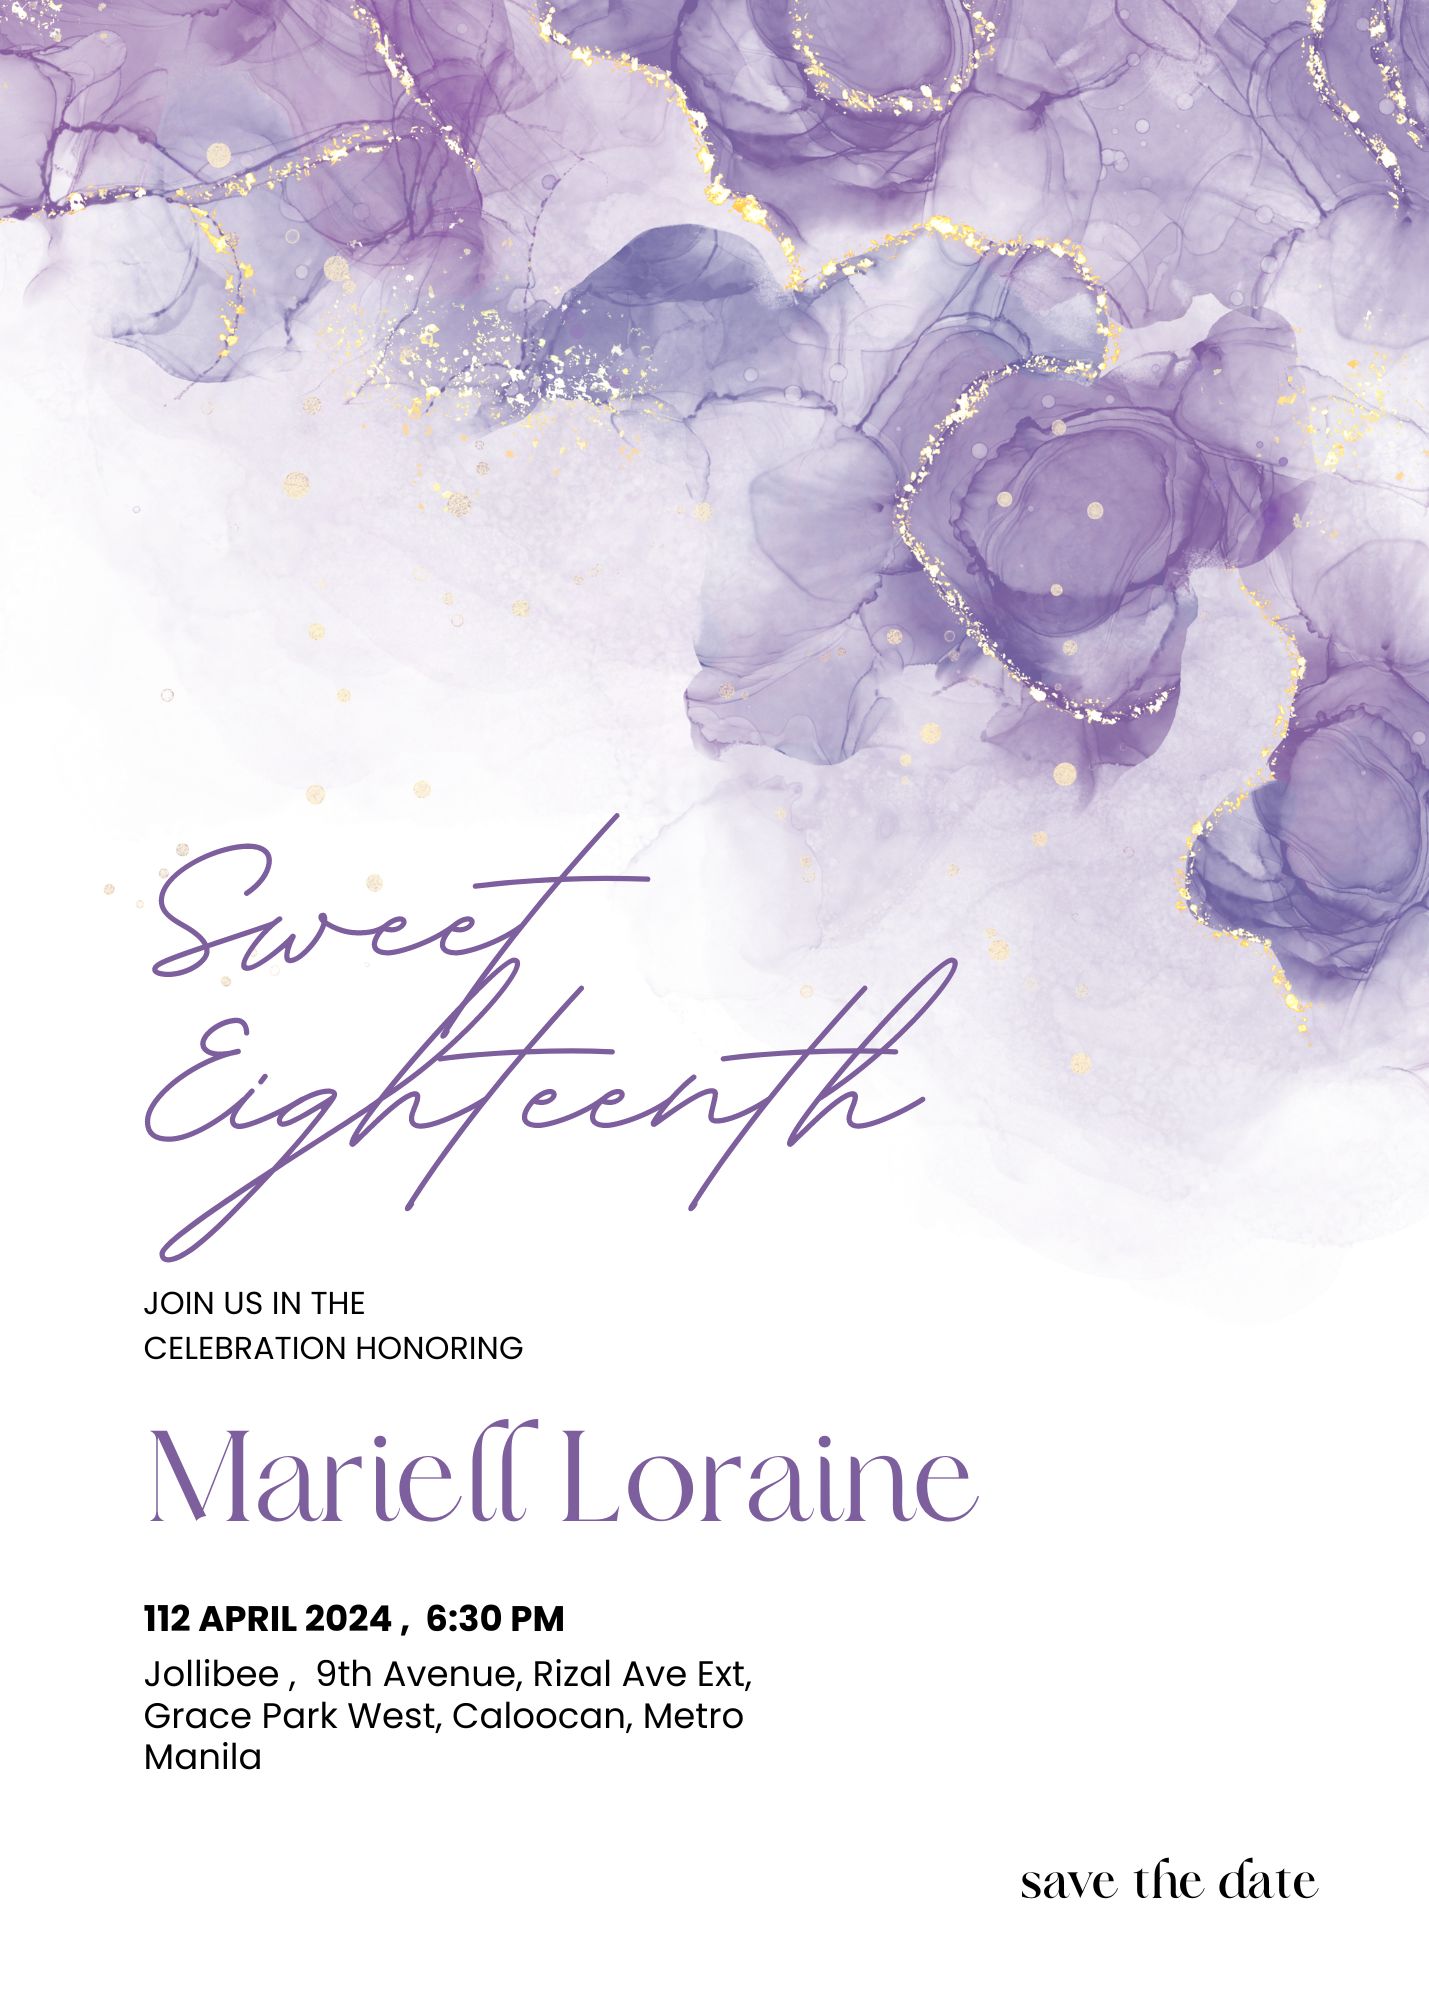 Sweet
Eighteenth
JOIN US IN THE
CELEBRATION HONORING
Mariell Loraine
112 APRIL 2024 ,  6:30 PM
Jollibee ,  9th Avenue, Rizal Ave Ext,
Grace Park West, Caloocan, Metro
Manila
save the date